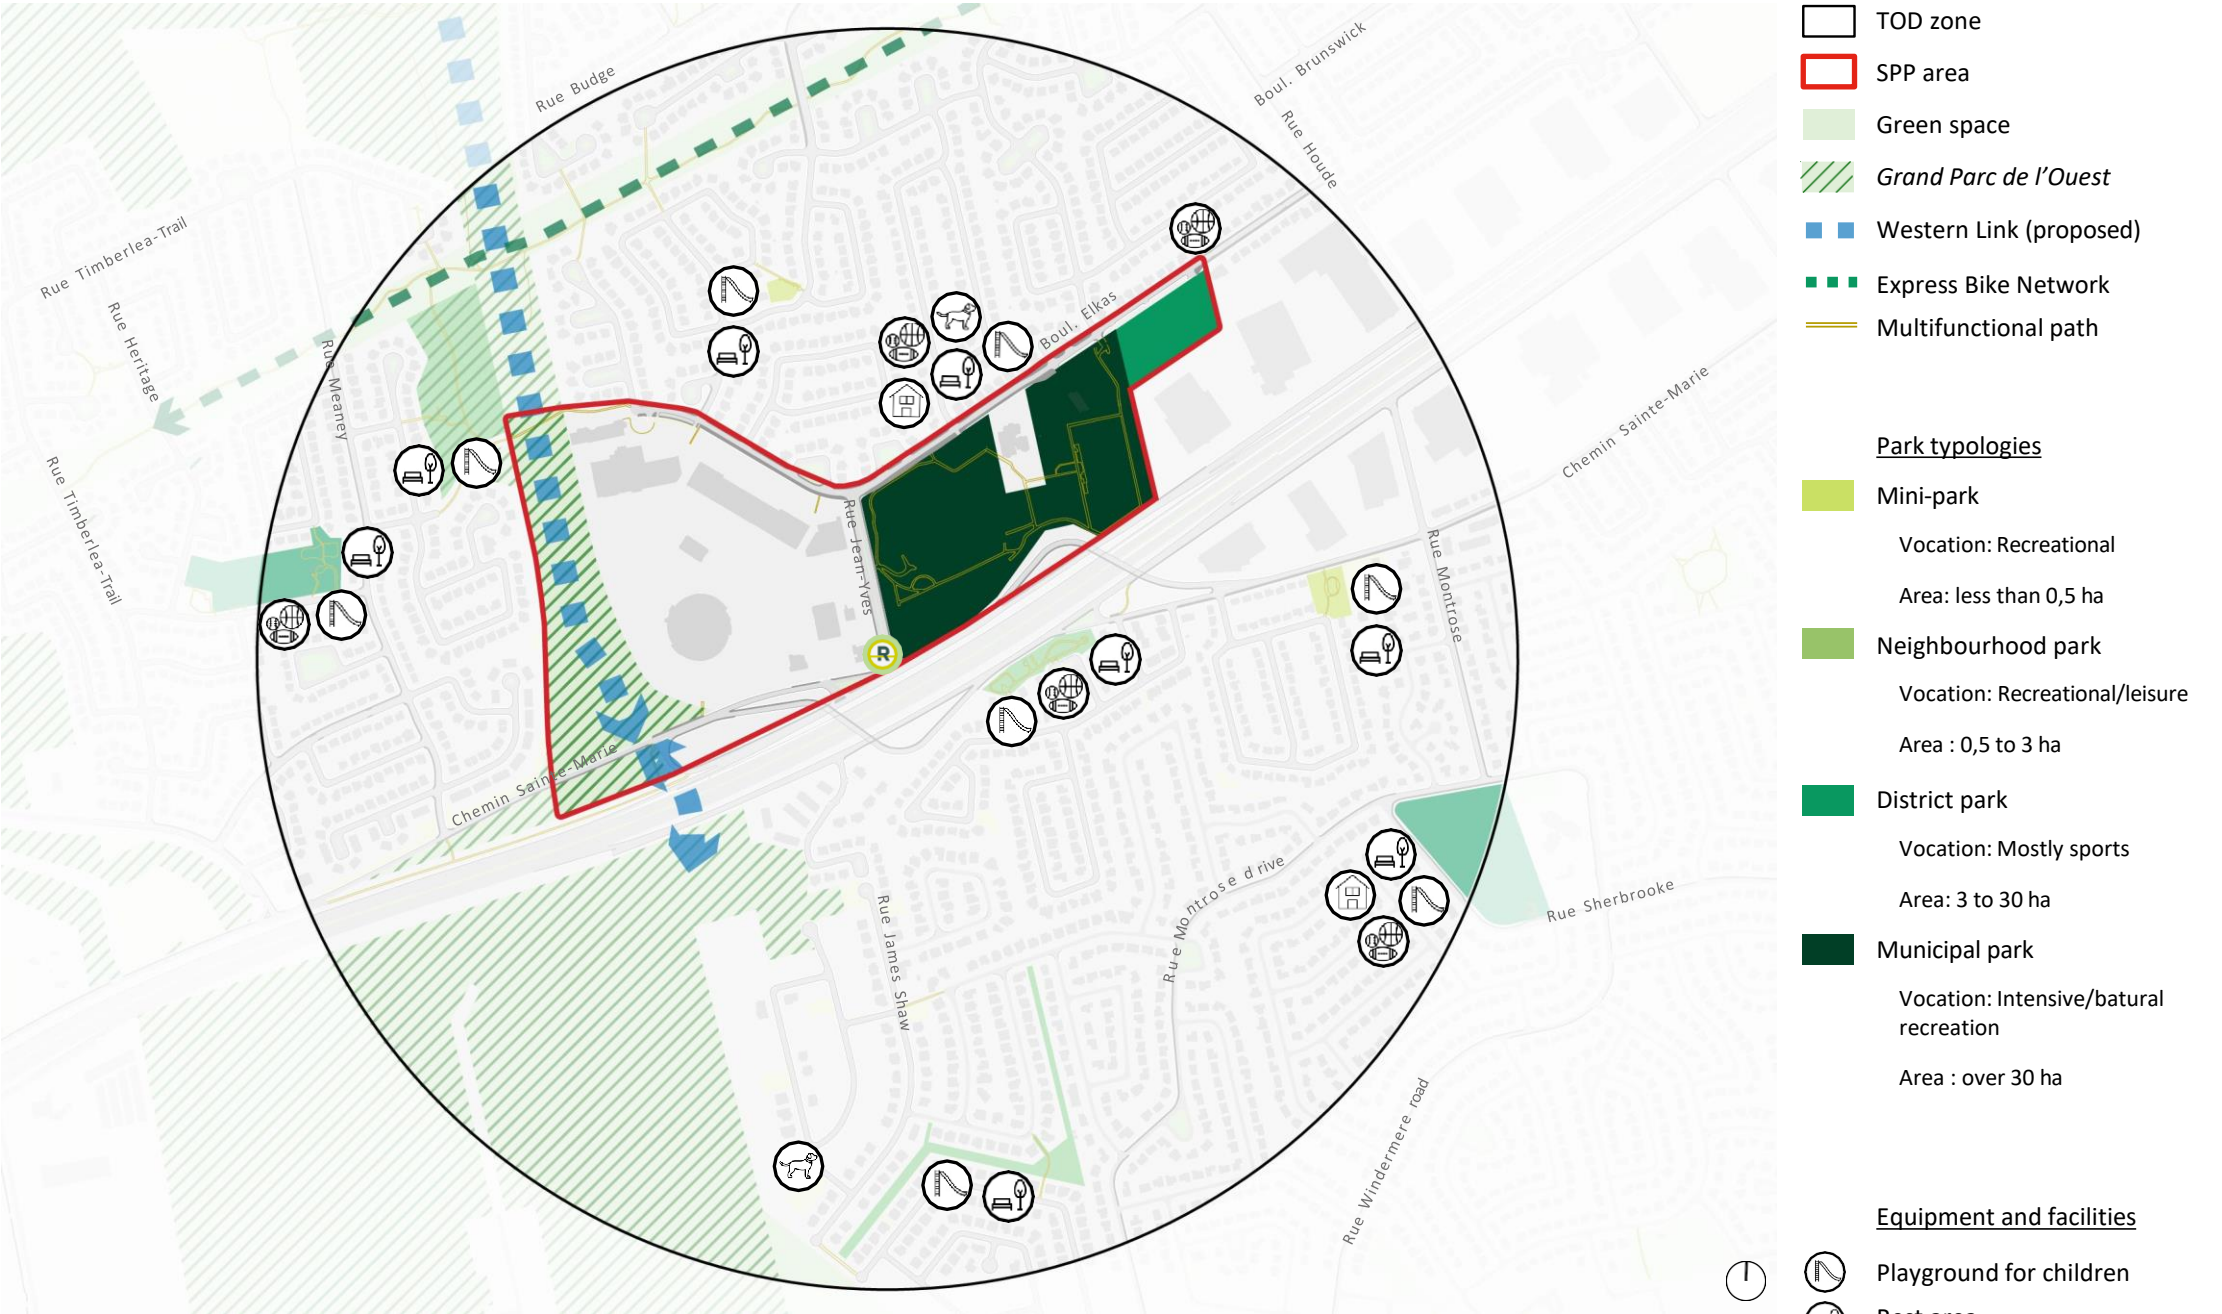 Rue Budge
Boul. Brunswick
Rue Houde
Rue Timberlea-Trail
Rue Heritage
Rue Meaney
Boul. Elkas
Chemin Sainte-Marie
Rue Timberlea-Trail
Rue Jean-Yves
Rue Montrose
R
Chemin Sainte-Marie
Rue Montrose drive
Rue James Shaw
Rue Sherbrooke
Rue Windermere road
TOD zone
SPP area
Green space
Grand Parc de l’Ouest
Western Link (proposed)
Express Bike Network
Multifunctional path
Park typologies
Mini-park
Vocation: Recreational
Area: less than 0,5 ha
Neighbourhood park
Vocation: Recreational/leisure
Area : 0,5 to 3 ha
District park
Vocation: Mostly sports
Area: 3 to 30 ha
Municipal park
Vocation: Intensive/batural
recreation
Area : over 30 ha
Equipment and facilities
Playground for children
Rest area